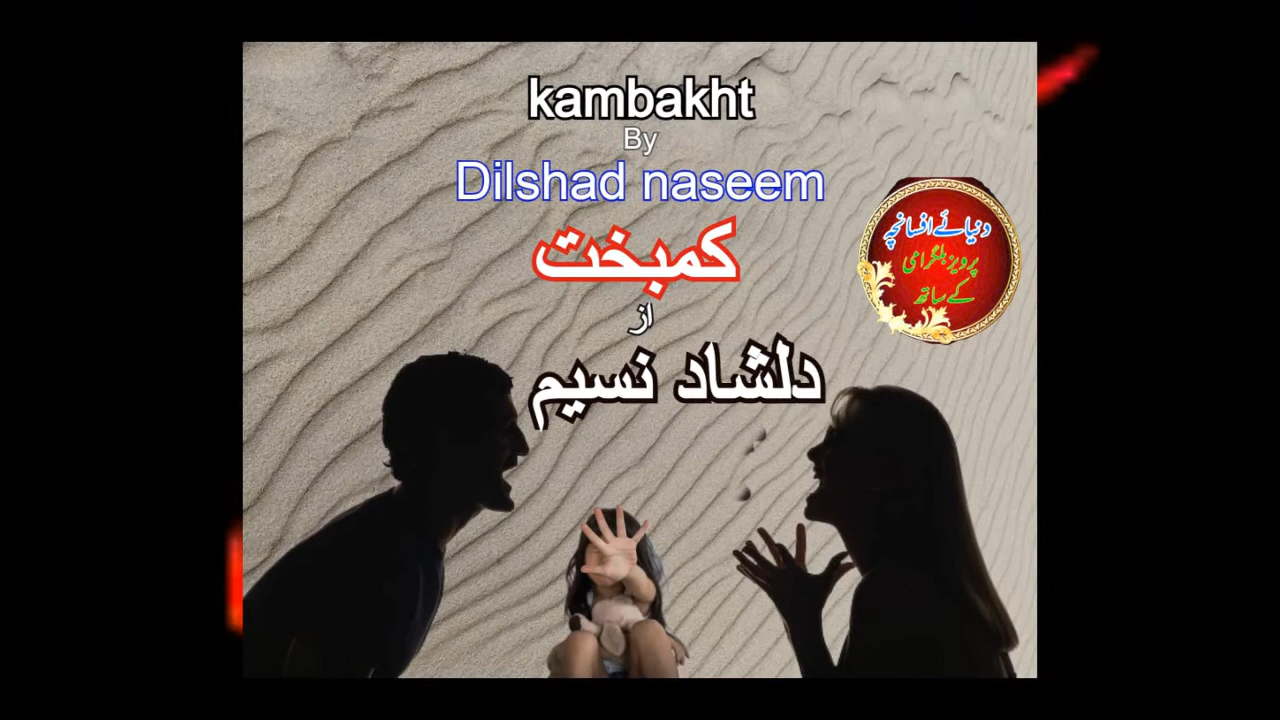 kambakht
By
Dilshad naseem
کمبخت
از
دلشاد نسیم
دنیائے افسانچہ
پرویز بلگرامی
کے ساتھ